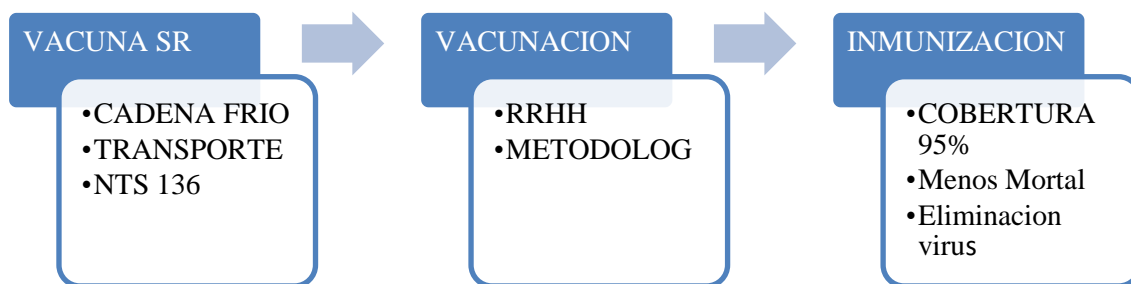 VACUNA SR
•CADENA FRIO
•TRANSPORTE
•NTS 136
VACUNACION
•RRHH
•METODOLOG
INMUNIZACION
•COBERTURA
95%
•Menos Mortal
•Eliminacion
virus